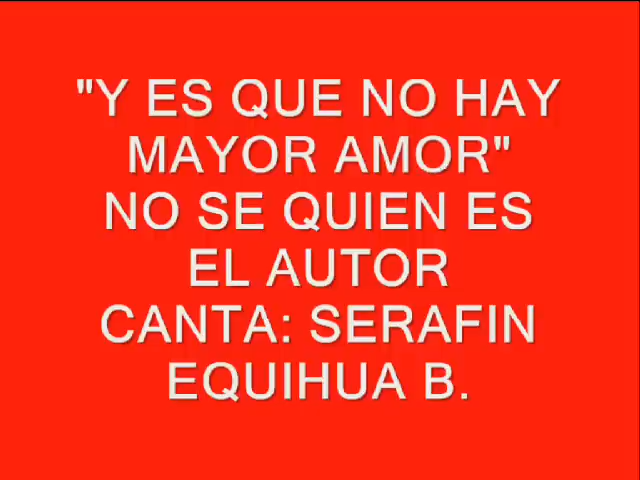 "Y ES QUE NO HAY
MAYOR AMOR"
NO SE QUIEN ES
EL AUTOR
CANTA: SERAFIN
EQUIHUA B.